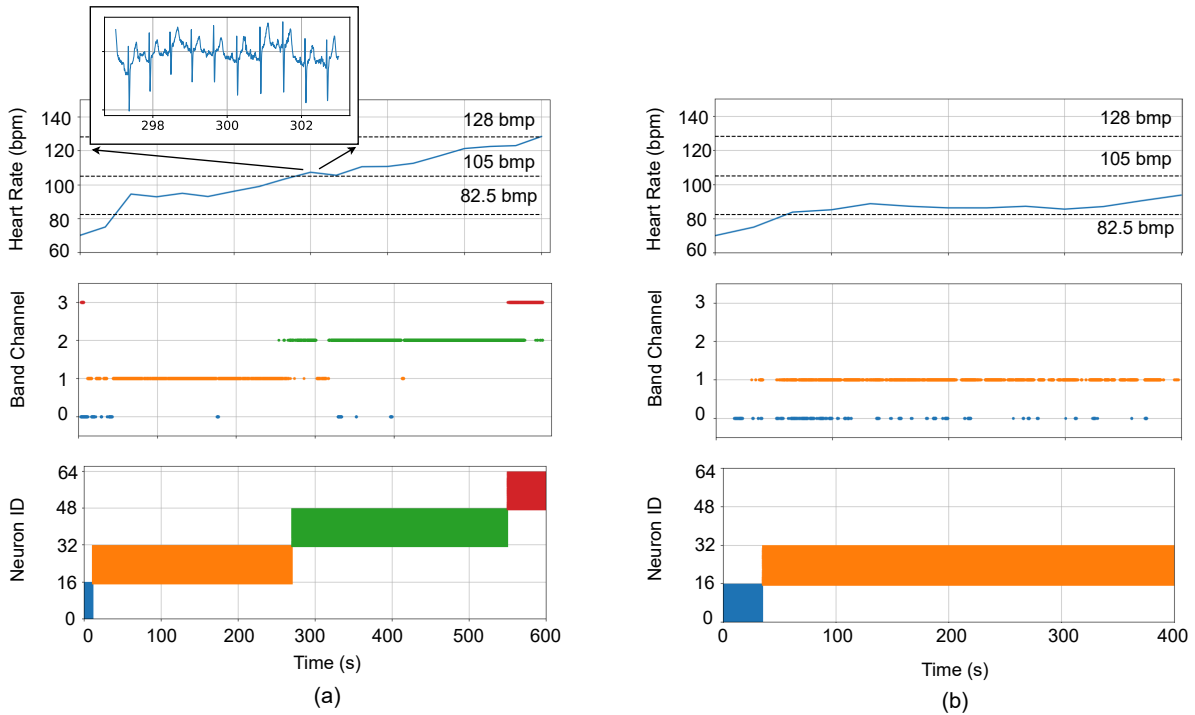 298 300 302
Heart Rate (bpm)
140
120
100
80
60
128 bmp
105 bmp
82.5 bmp
Band Channel
3
2
1
0
Neuron ID
64
48
32
16
0
0 100 200 300 400 500 600
Time (s)
(a)
Heart Rate (bpm)
140
120
100
80
60
128 bmp
105 bmp
82.5 bmp
Band Channel
3
2
1
0
Neuron ID
64
48
32
16
0
0 100 200 300 400
Time (s)
(b)